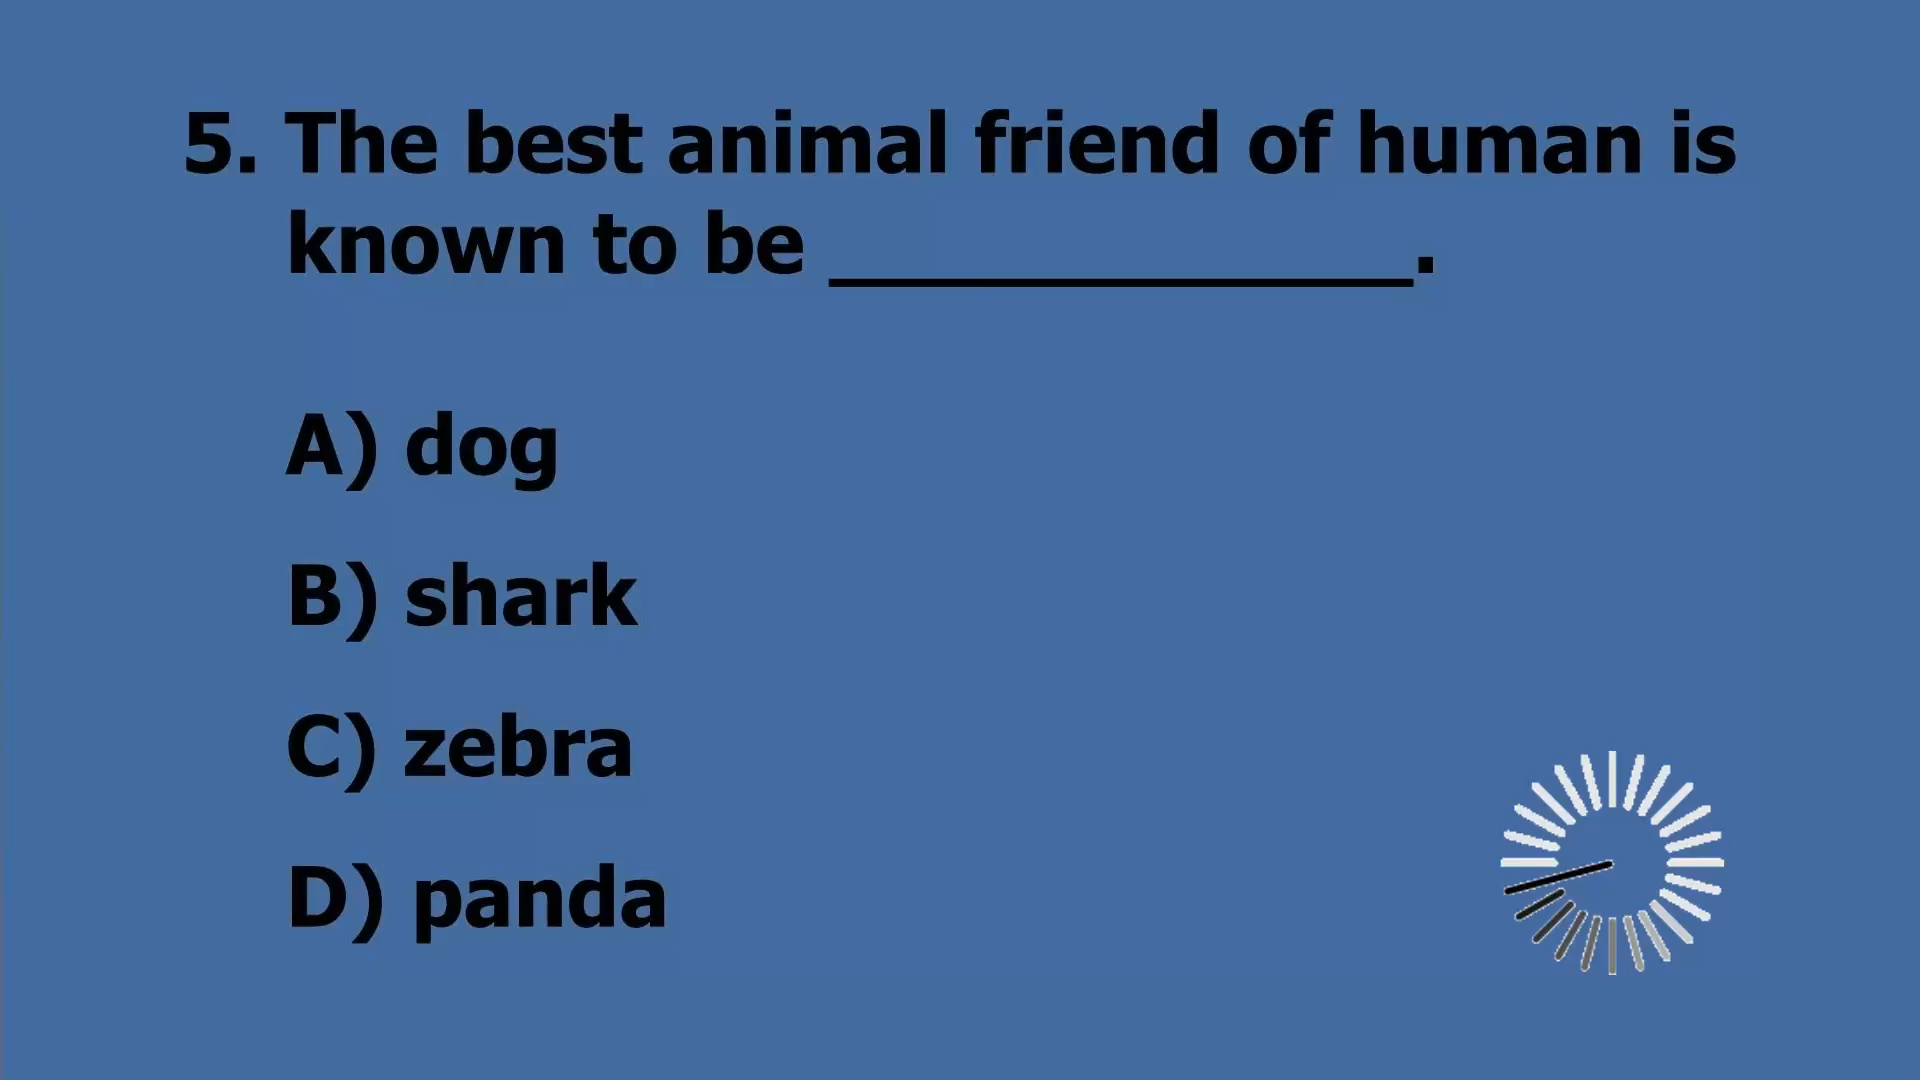 5. The best animal friend of human is
known to be ______________.
A) dog
B) shark
C) zebra
D) panda